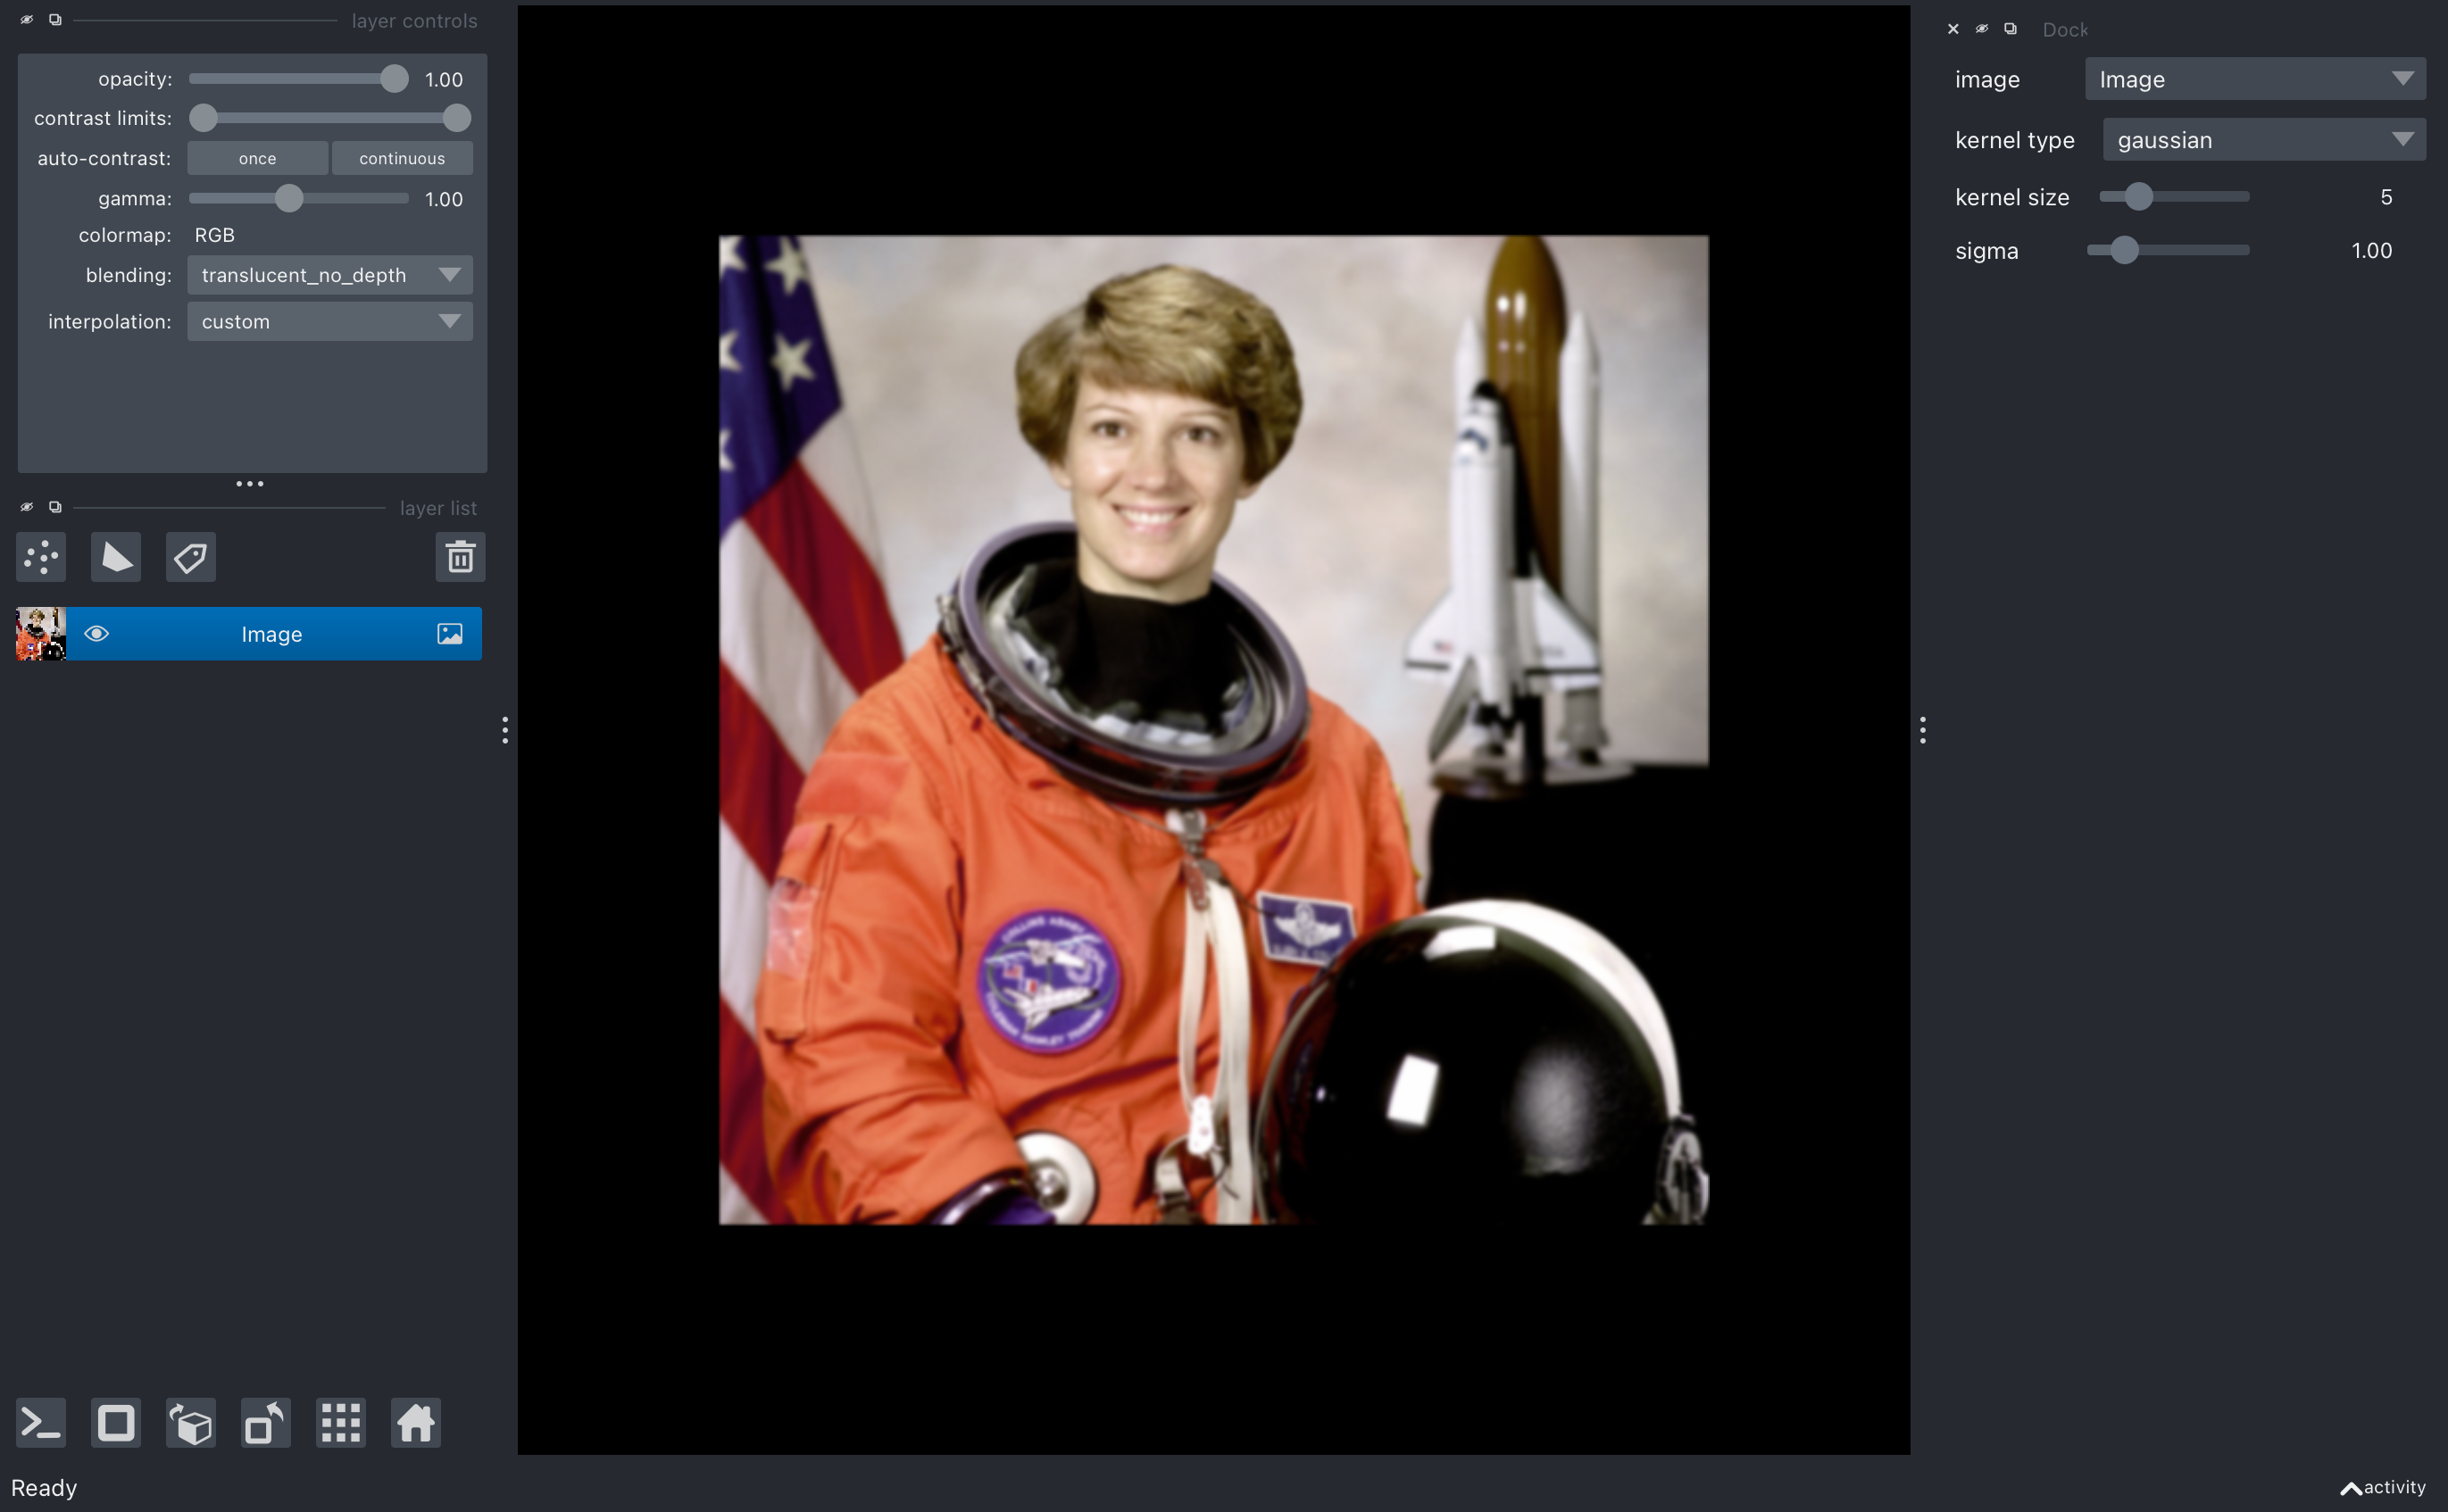 layer controls
opacity: 1.00
contrast limits:
auto-contrast: once continuous
gamma: 1.00
colormap: RGB
blending: translucent_no_depth
interpolation: custom
layer list
Image
Ready
Dock
image Image
kernel type gaussian
kernel size 5
sigma 1.00
activity